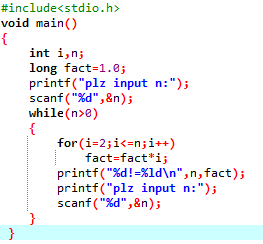 #include<stdio.h>
void main()
{
    int i,n;
    long fact=1.0;
    printf("plz input n:");
    scanf("%d",&n);
    while(n>0)
    {
        for(i=2;i<=n;i++)
            fact=fact*i;
        printf("%d!=%ld\n",n,fact);
        printf("plz input n:");
        scanf("%d",&n);
    }
}